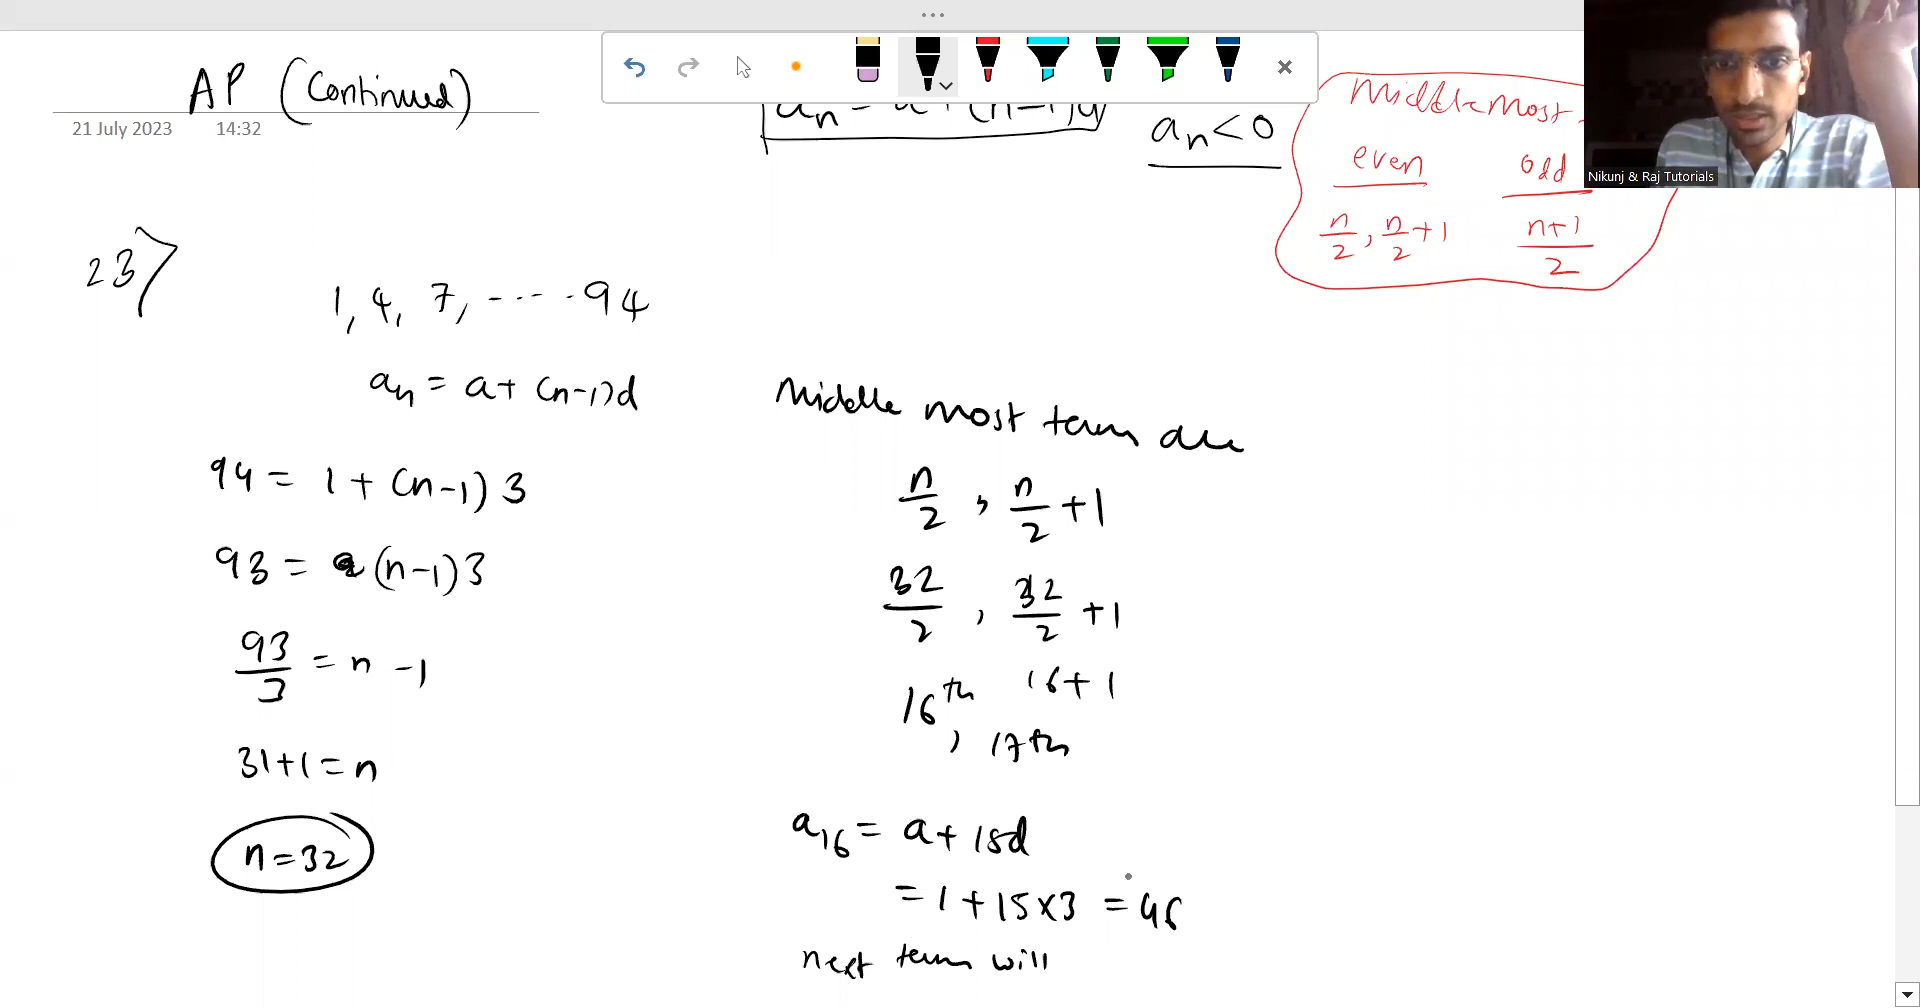 AP (Continued)
21 July 2023 14:32
an = a + (n-1)d
an < 0
Middlemost
even odd
n/2, n/2+1 n+1/2
Nikunj & Raj Tutorials
23)
1, 4, 7, ...... 94
an = a + (n-1)d
94 = 1 + (n-1) 3
93 = (n-1) 3
93/3 = n -1
31+1 = n
n = 32
Middle most term are
n/2 , n/2 + 1
32/2 , 32/2 + 1
16th 16+1
, 17th
a16 = a + 15d
= 1 + 15×3 = 46
next term will